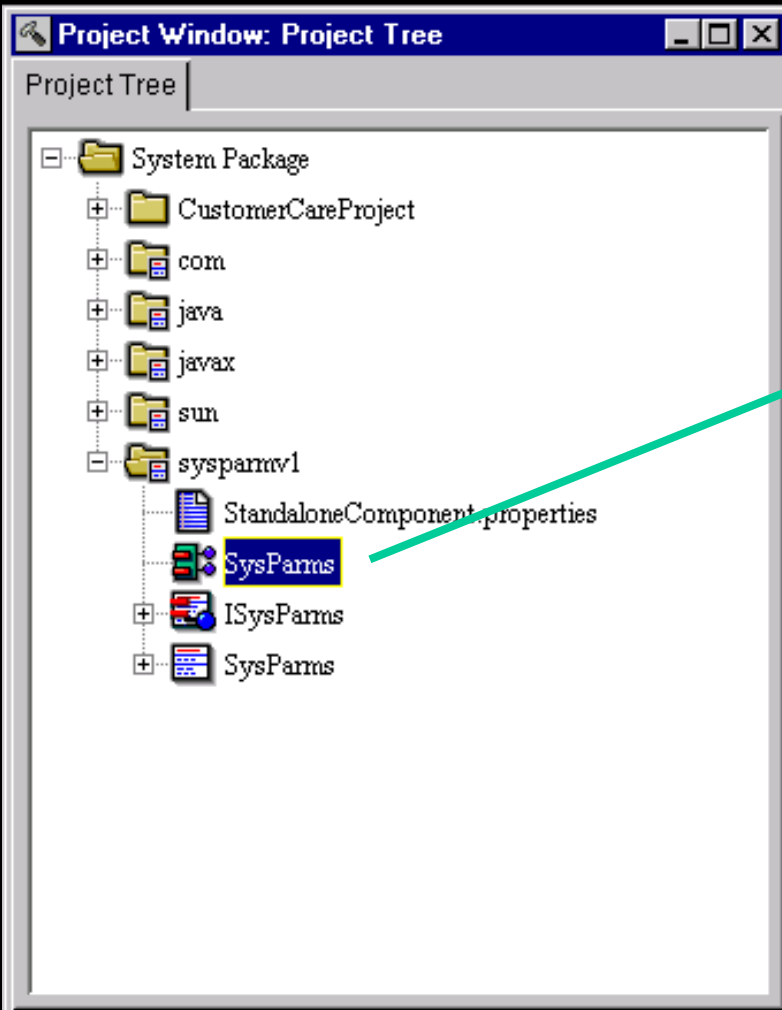 Project Window: Project Tree
Project Tree
System Package
CustomerCareProject
com
java
javax
sun
sysparmv1
StandaloneComponent.properties
SysParms
ISysParms
SysParms